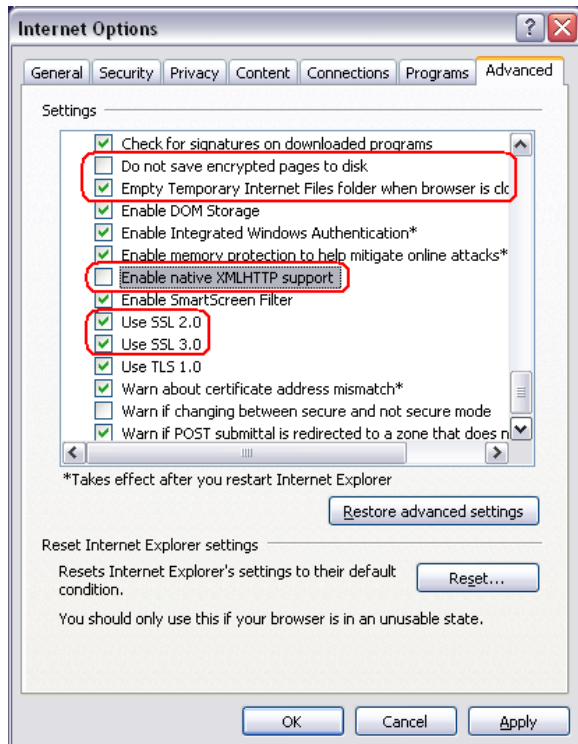 Internet Options
General Security Privacy Content Connections Programs Advanced
Settings
Check for signatures on downloaded programs
Do not save encrypted pages to disk
Empty Temporary Internet Files folder when browser is
Enable DOM Storage
Enable Integrated Windows Authentication*
Enable memory protection to help mitigate online attacks*
Enable native XMLHTTP support
Enable SmartScreen Filter
Use SSL 2.0
Use SSL 3.0
Use TLS 1.0
Warn about certificate address mismatch*
Warn if changing between secure and not secure mode
Warn if POST submittal is redirected to a zone that does
*Takes effect after you restart Internet Explorer
Restore advanced settings
Reset Internet Explorer settings
Resets Internet Explorer's settings to their default
condition.
Reset...
You should only use this if your browser is in an unusable state.
OK Cancel Apply